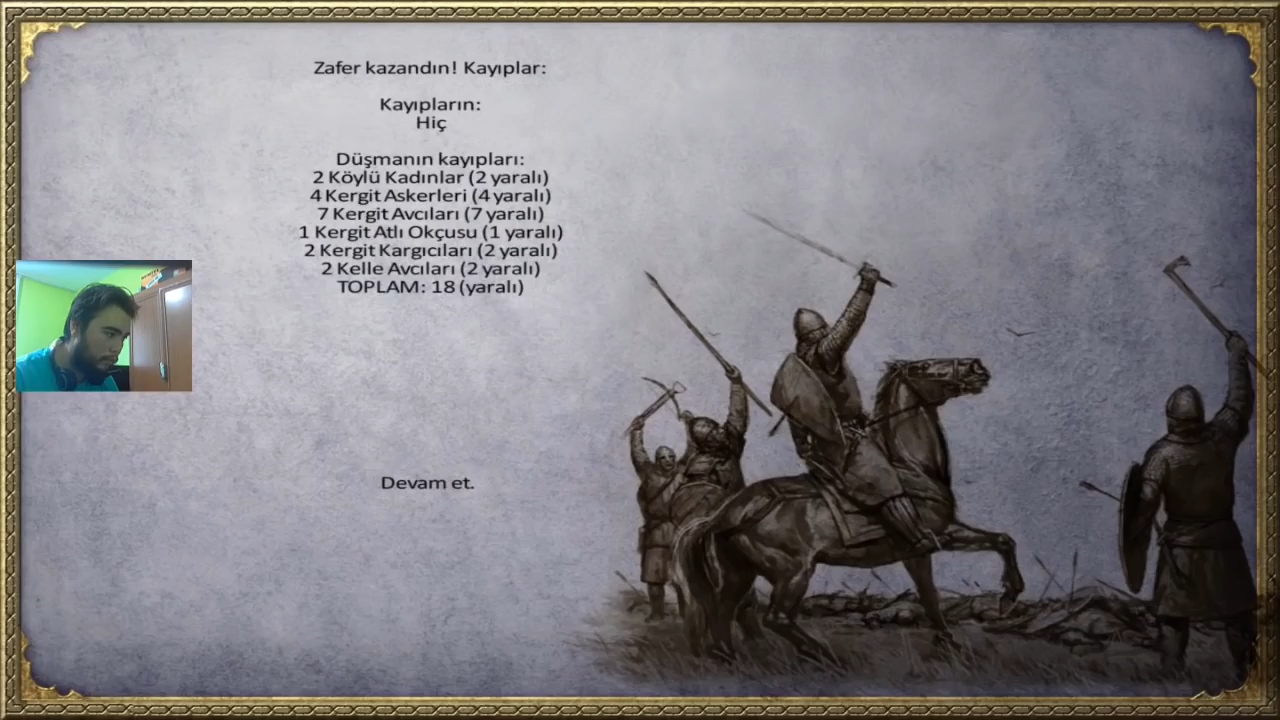 Zafer kazandın! Kayıplar:
Kayıpların:
Hiç
Düşmanın kayıpları:
2 Köylü Kadınlar (2 yaralı)
4 Kergit Askerleri (4 yaralı)
7 Kergit Avcıları (7 yaralı)
1 Kergit Atlı Okçusu (1 yaralı)
2 Kergit Kargıcıları (2 yaralı)
2 Kelle Avcıları (2 yaralı)
TOPLAM: 18 (yaralı)
Devam et.